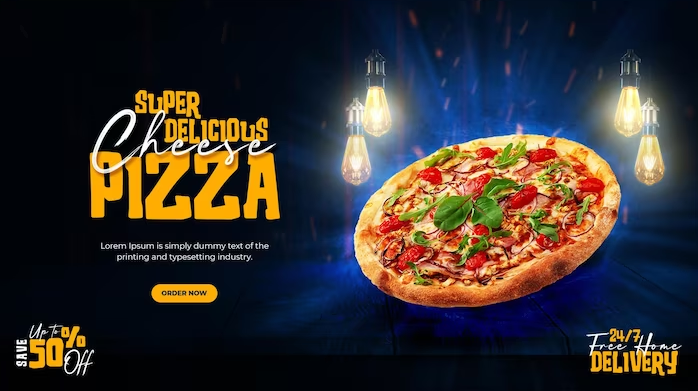 SUPER
DELICIOUS
Cheese
PIZZA
Lorem Ipsum is simply dummy text of the
printing and typesetting industry.
ORDER NOW
SAVE
Up to
50%
Off
24/7
Free Home
DELIVERY